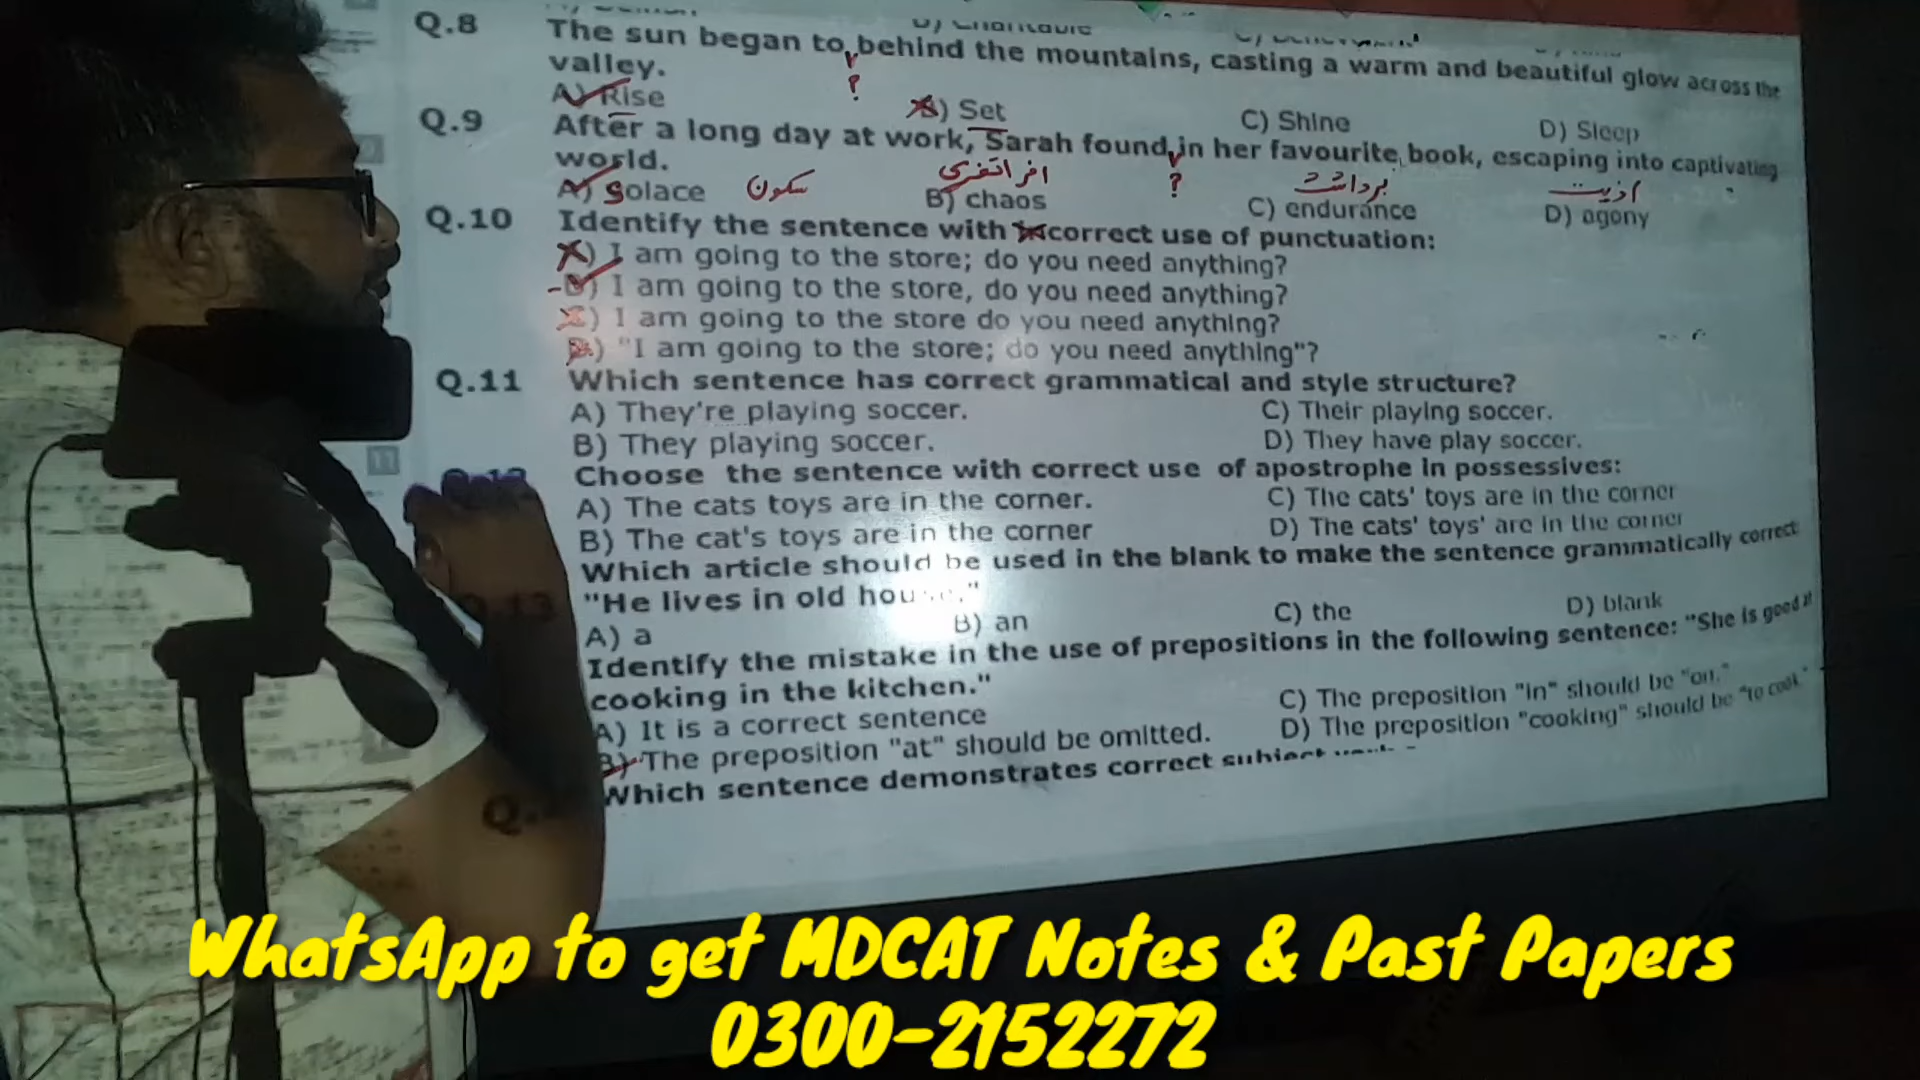 Q.8 The sun began to behind the mountains, casting a warm and beautiful glow across the
valley.
?
A) Rise B) Set C) Shine D) Sleep
Q.9 After a long day at work, Sarah found in her favourite book, escaping into captivating
world.
سکون افراتفری ? برداشت اذیت
A) Solace B) chaos C) endurance D) agony
Q.10 Identify the sentence with correct use of punctuation:
I am going to the store; do you need anything?
B) I am going to the store, do you need anything?
I am going to the store do you need anything?
D) "I am going to the store; do you need anything"?
Q.11 Which sentence has correct grammatical and style structure?
A) They're playing soccer. C) Their playing soccer.
B) They playing soccer. D) They have play soccer.
Q.12 Choose the sentence with correct use of apostrophe in possessives:
A) The cats toys are in the corner. C) The cats' toys are in the corner
B) The cat's toys are in the corner D) The cats' toys' are in the corner
Which article should be used in the blank to make the sentence grammatically correct
Q.13 "He lives in old house."
A) a B) an C) the D) blank
Identify the mistake in the use of prepositions in the following sentence: "She is good at
cooking in the kitchen."
A) It is a correct sentence C) The preposition "in" should be "on."
B) The preposition "at" should be omitted. D) The preposition "cooking" should be "to cook."
Which sentence demonstrates correct subject
WhatsApp to get MDCAT Notes & Past Papers
0300-2152272